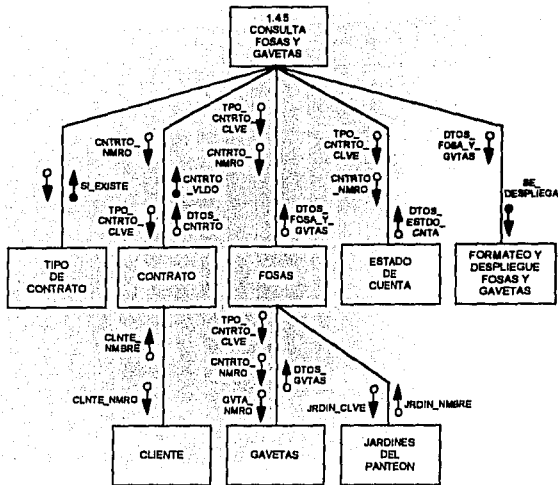 1.4.5
CONSULTA
FOSAS Y
GAVETAS
TPO_
CNTRTO_
CLVE
CNTRTO_
NMRO
TPO_
CNTRTO_
CLVE
DTOS_
FOSA_Y_
GVTAS
CNTRTO_
NMRO
CNTRTO_
NMRO
SI_EXISTE
CNTRTO
_VLDO
SE_
DESPLIEGA
TPO_
CNTRTO_
CLVE
DTOS_
CNTRTO
DTOS_
FOSA_Y_
GVTAS
DTOS_
ESTDO_
CNTA
TIPO
DE
CONTRATO
CONTRATO
FOSAS
ESTADO
DE
CUENTA
FORMATEO Y
DESPLIEGUE
FOSAS Y
GAVETAS
CLNTE_
NMBRE
TPO_
CNTRTO_
CLVE
CNTRTO_
NMRO
DTOS_
GVTAS
CLNTE_NMRO
GVTA_
NMRO
JRDIN_CLVE
JRDIN_NMBRE
CLIENTE
GAVETAS
JARDINES
DEL
PANTEON